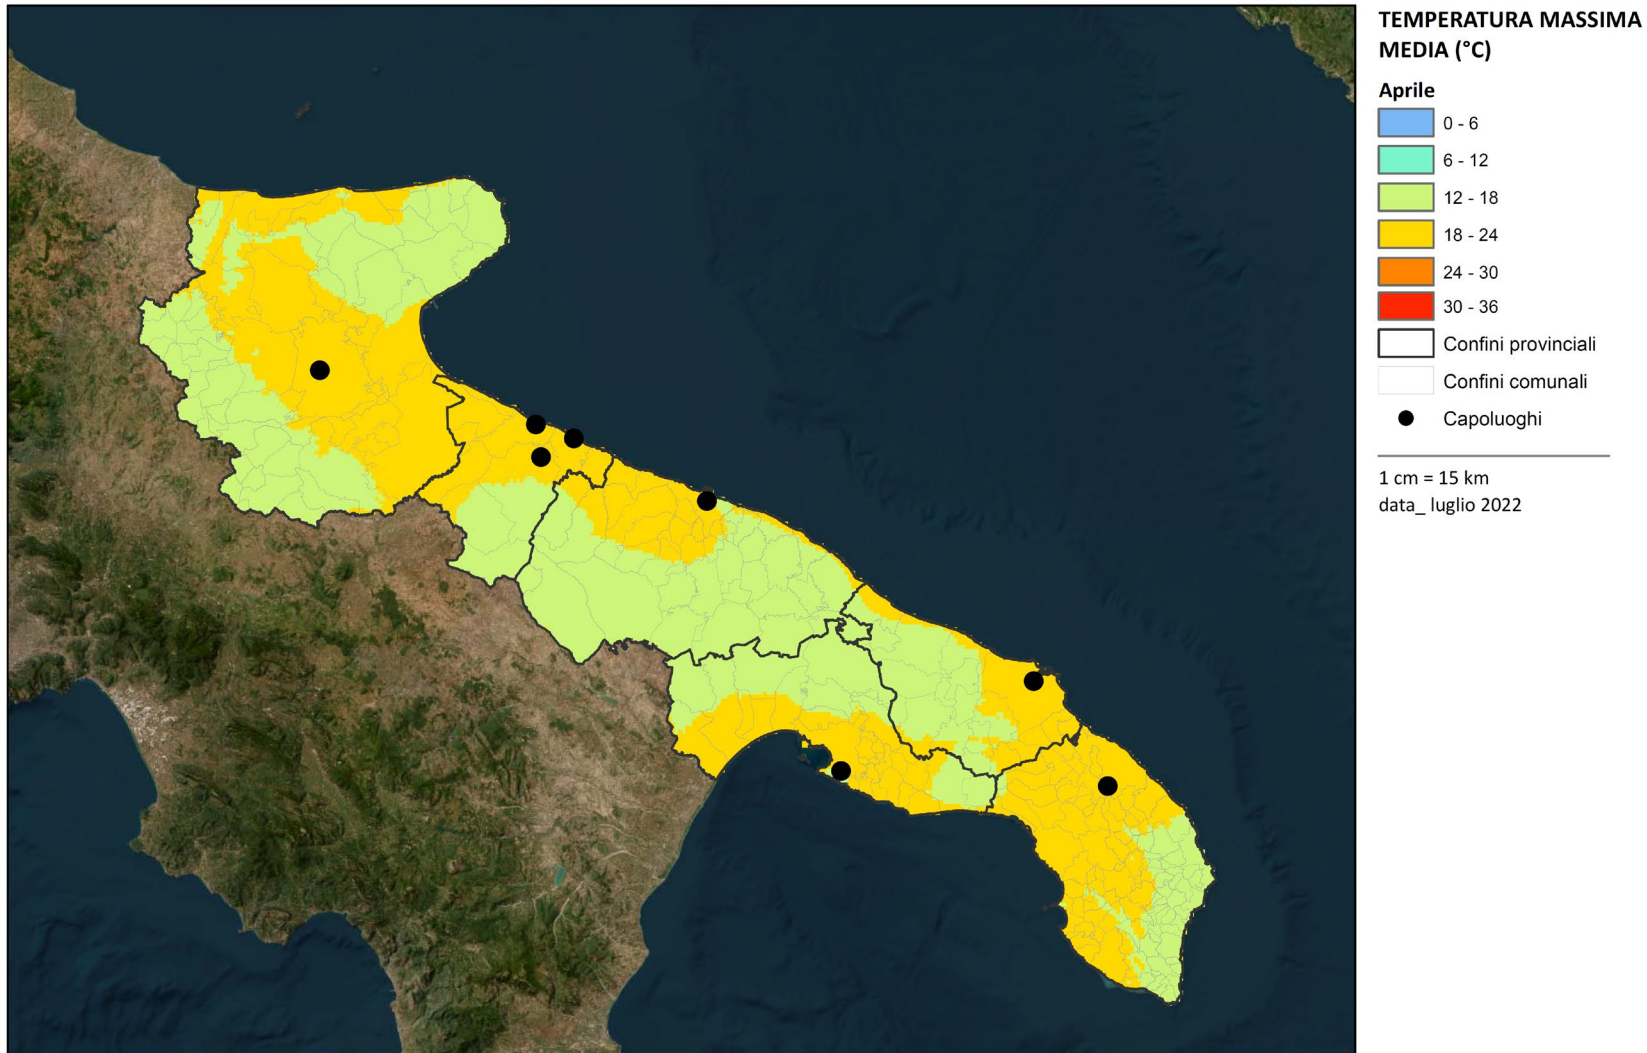 TEMPERATURA MASSIMA
MEDIA (°C)
Aprile
0 - 6
6 - 12
12 - 18
18 - 24
24 - 30
30 - 36
Confini provinciali
Confini comunali
Capoluoghi
1 cm = 15 km
data_ luglio 2022